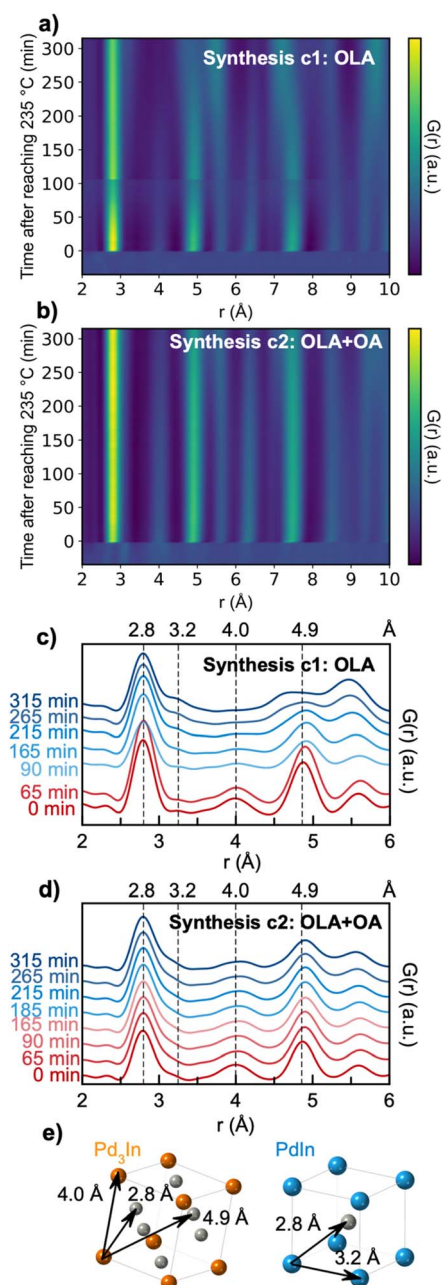 a)
Synthesis c1: OLA
Time after reaching 235 °C (min)
300
250
200
150
100
50
0
2 3 4 5 6 7 8 9 10
r (Å)
G(r) (a.u.)
b)
Synthesis c2: OLA+OA
Time after reaching 235 °C (min)
300
250
200
150
100
50
0
2 3 4 5 6 7 8 9 10
r (Å)
G(r) (a.u.)
c)
2.8 3.2 4.0 4.9 Å
Synthesis c1: OLA
315 min
265 min
215 min
165 min
90 min
65 min
0 min
G(r) (a.u.)
2 3 4 5 6
r (Å)
d)
2.8 3.2 4.0 4.9 Å
Synthesis c2: OLA+OA
315 min
265 min
215 min
185 min
165 min
90 min
65 min
0 min
G(r) (a.u.)
2 3 4 5 6
r (Å)
e)
Pd₃In PdIn
4.0 Å 2.8 Å
4.9 Å
2.8 Å
3.2 Å